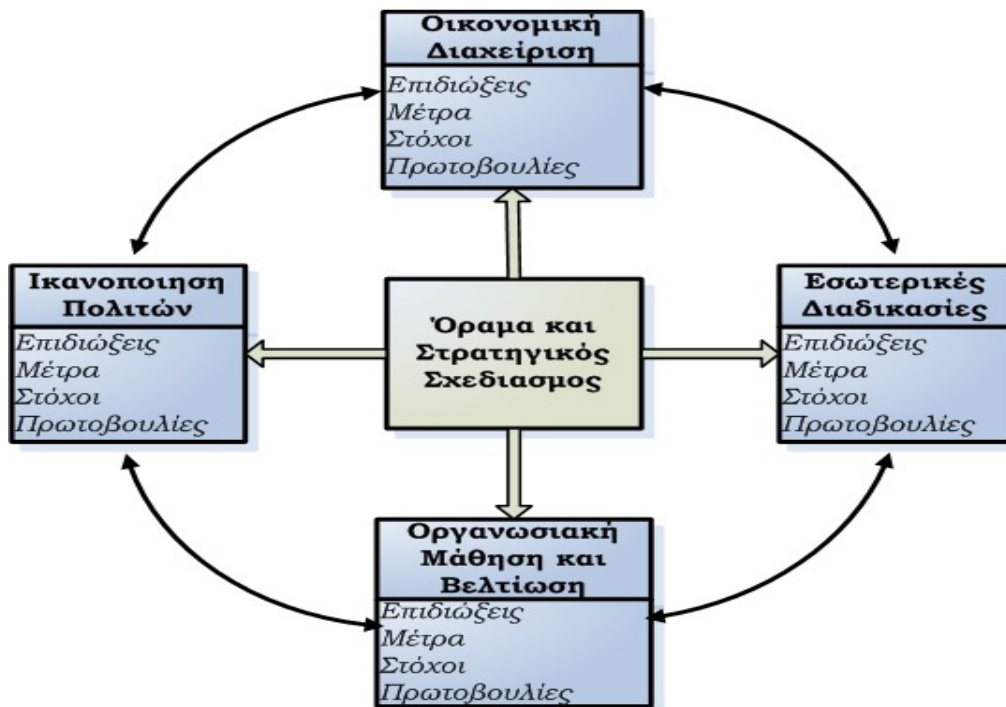 Οικονομική
Διαχείριση
Επιδιώξεις
Μέτρα
Στόχοι
Πρωτοβουλίες
Ικανοποιηση
Πολιτών
Επιδιώξεις
Μέτρα
Στόχοι
Πρωτοβουλίες
Όραμα και
Στρατηγικός
Σχεδιασμος
Εσωτερικές
Διαδικασίες
Επιδιώξεις
Μέτρα
Στόχοι
Πρωτοβουλίες
Οργανωσιακή
Μάθηση και
Βελτίωση
Επιδιώξεις
Μέτρα
Στόχοι
Πρωτοβουλίες